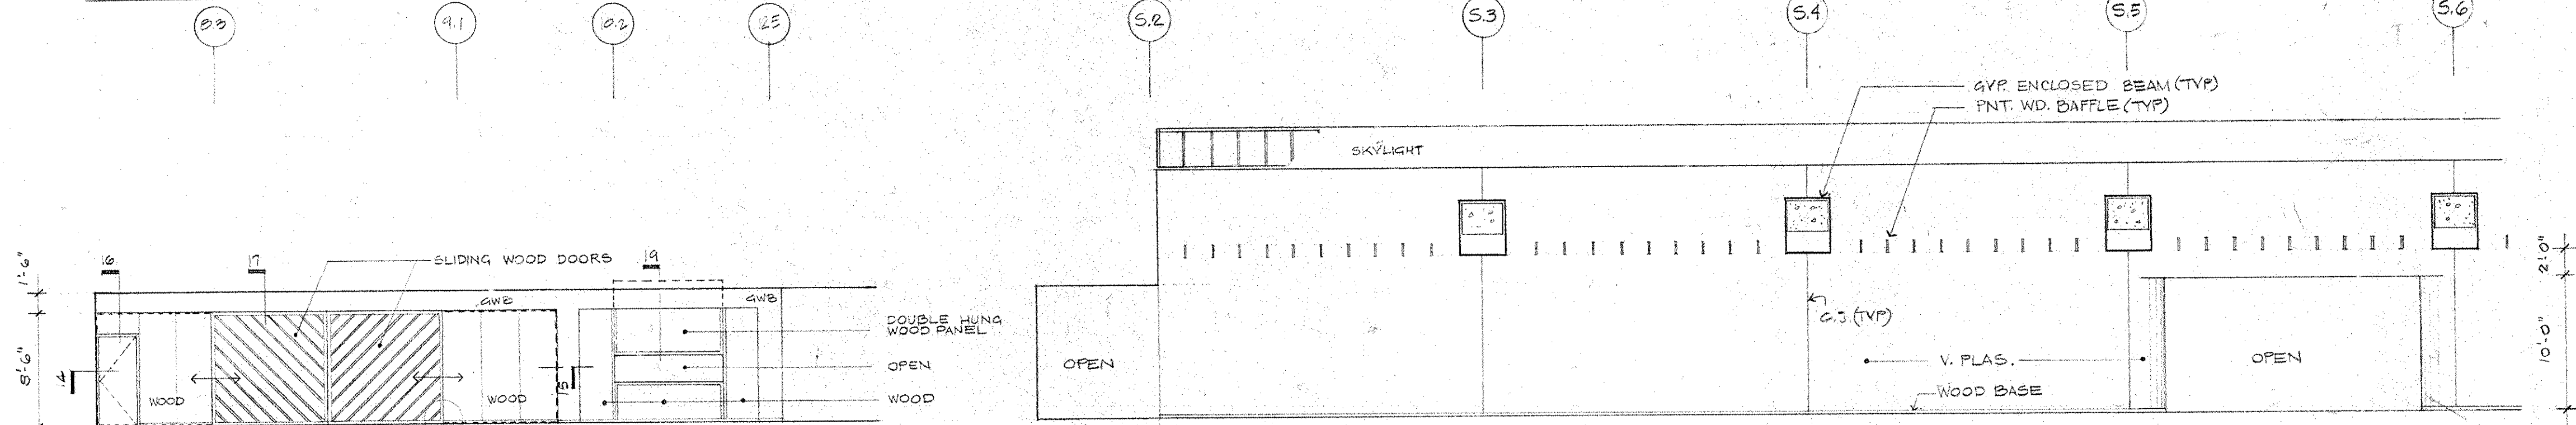 8.3
9.1
10.2
12.5
S.2
S.3
S.4
S.5
S.6
GYP. ENCLOSED BEAM (TYP)
PNT. WD. BAFFLE (TYP)
SKYLIGHT
16
17
SLIDING WOOD DOORS
19
1'-6"
GWB
GWB
DOUBLE HUNG
WOOD PANEL
OPEN
WOOD
8'-6"
14
WOOD
WOOD
15
OPEN
C.J. (TYP)
V. PLAS.
WOOD BASE
OPEN
2'-0"
10'-0"